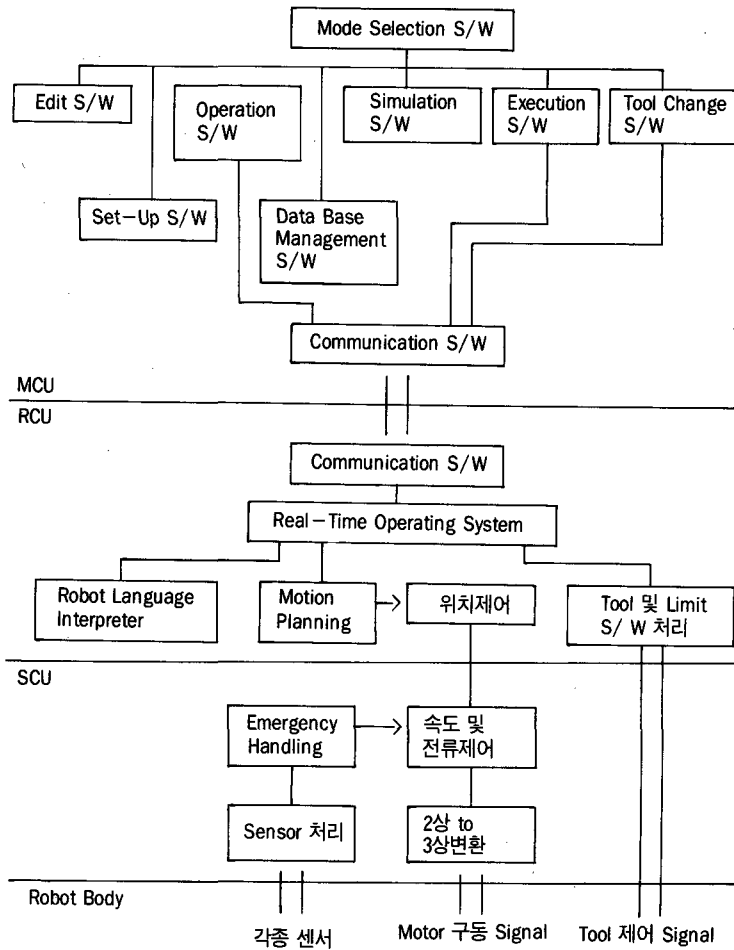 Mode Selection S/W
Edit S/W
Operation
S/W
Simulation
S/W
Execution
S/W
Tool Change
S/W
Set-Up S/W
Data Base
Management
S/W
Communication S/W
MCU
RCU
Communication S/W
Real-Time Operating System
Robot Language
Interpreter
Motion
Planning
위치제어
Tool 및 Limit
S/W 처리
SCU
Emergency
Handling
속도 및
전류제어
Sensor 처리
2상 to
3상변환
Robot Body
각종 센서
Motor 구동 Signal
Tool 제어 Signal